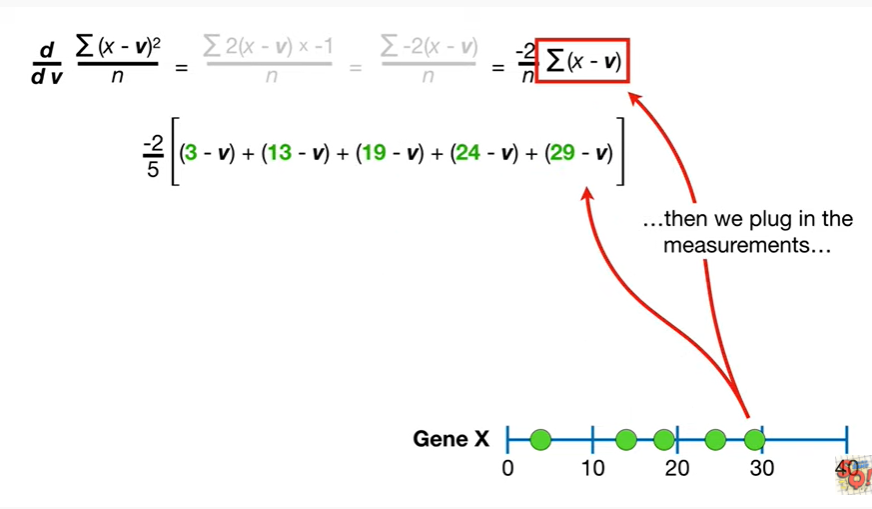 d/dv Σ(x - v)²/n = Σ2(x - v) × -1/n = Σ-2(x - v)/n = -2/n Σ(x - v)
-2/5 [(3 - v) + (13 - v) + (19 - v) + (24 - v) + (29 - v)]
…then we plug in the
measurements…
Gene X
0 10 20 30 40